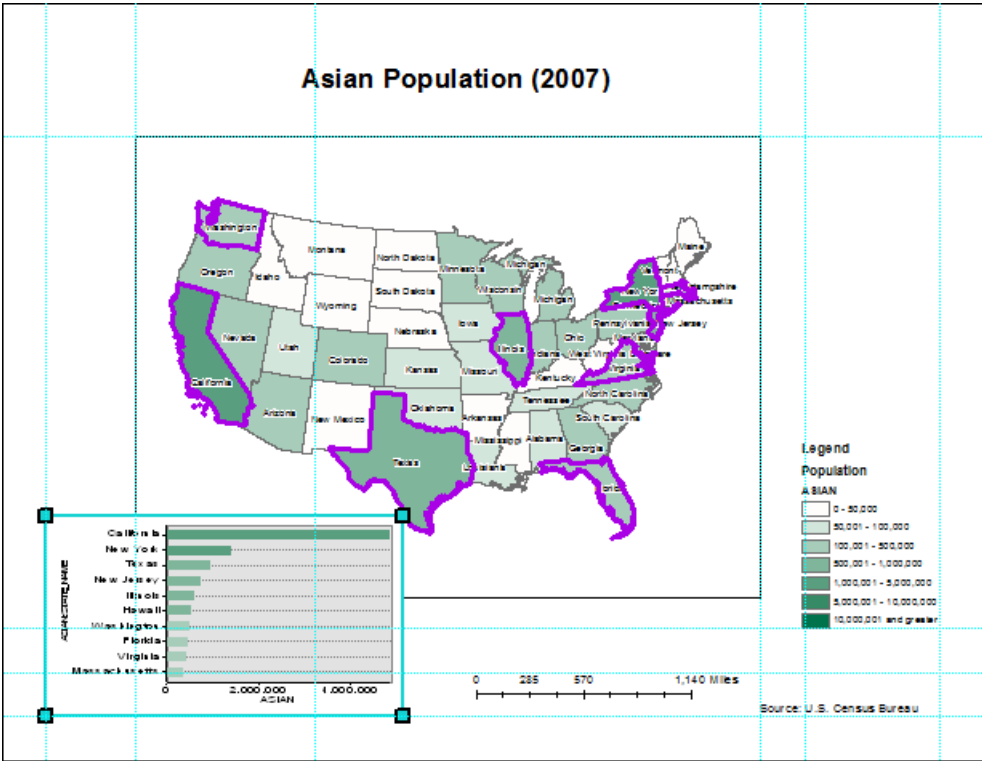 Asian Population (2007)
Washington
Montana
North Dakota
Minnesota
Michigan
Maine
Oregon
Idaho
South Dakota
Wisconsin
Michigan
Massachusetts
Wyoming
Nebraska
Iowa
Pennsylvania
New Jersey
Nevada
Utah
Colorado
Kansas
Missouri
Illinois
Indiana
Ohio
West Virginia
Virginia
California
Kentucky
Arizona
New Mexico
Oklahoma
Arkansas
Tennessee
North Carolina
South Carolina
Texas
Louisiana
Mississippi
Alabama
Georgia
Legend
Population
ASIAN
0 - 50,000
50,001 - 100,000
100,001 - 500,000
500,001 - 1,000,000
1,000,001 - 5,000,000
5,000,001 - 10,000,000
10,000,001 and greater
California
New York
Texas
New Jersey
Illinois
Hawaii
Washington
Florida
Virginia
Massachusetts
0 2,000,000 4,000,000
ASIAN
0 285 570 1,140 Miles
Source: U.S. Census Bureau